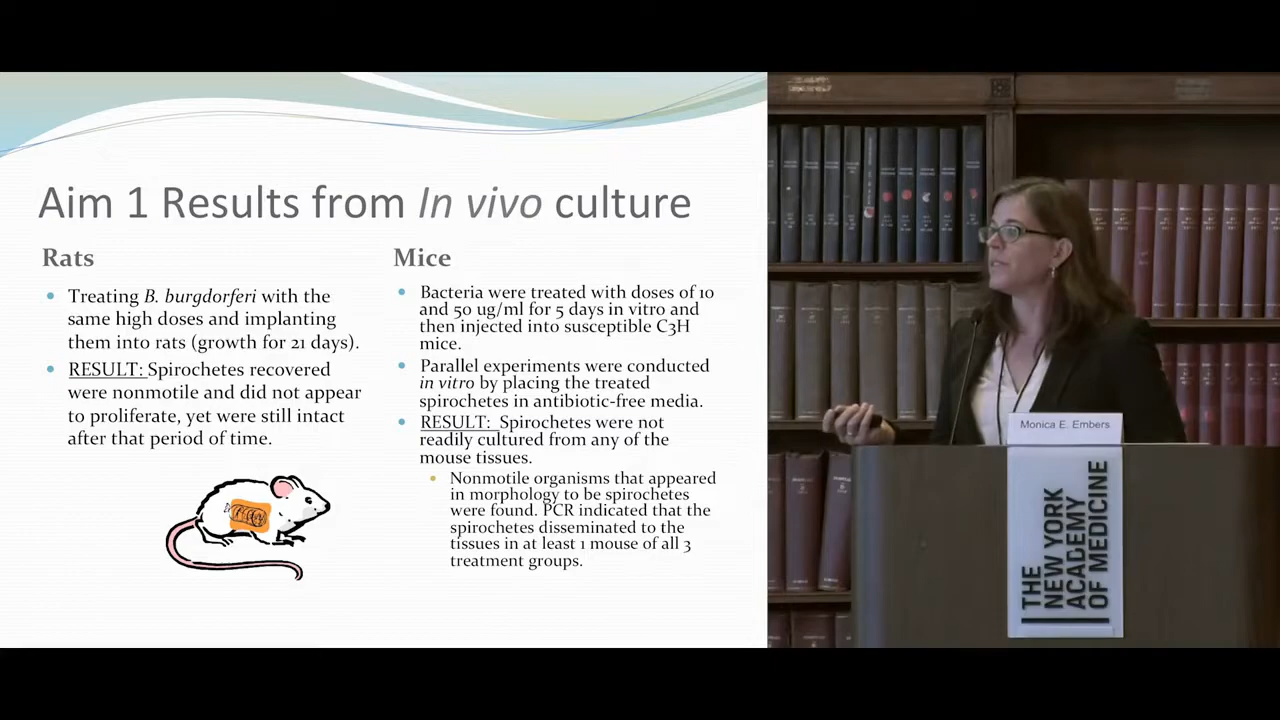 Aim 1 Results from In vivo culture
Rats
Treating B. burgdorferi with the
same high doses and implanting
them into rats (growth for 21 days).
RESULT: Spirochetes recovered
were nonmotile and did not appear
to proliferate, yet were still intact
after that period of time.
Mice
Bacteria were treated with doses of 10
and 50 ug/ml for 5 days in vitro and
then injected into susceptible C3H
mice.
Parallel experiments were conducted
in vitro by placing the treated
spirochetes in antibiotic-free media.
RESULT: Spirochetes were not
readily cultured from any of the
mouse tissues.
Nonmotile organisms that appeared
in morphology to be spirochetes
were found. PCR indicated that the
spirochetes disseminated to the
tissues in at least 1 mouse of all 3
treatment groups.
Monica E. Embers
THE
NEW YORK
ACADEMY
OF MEDICINE